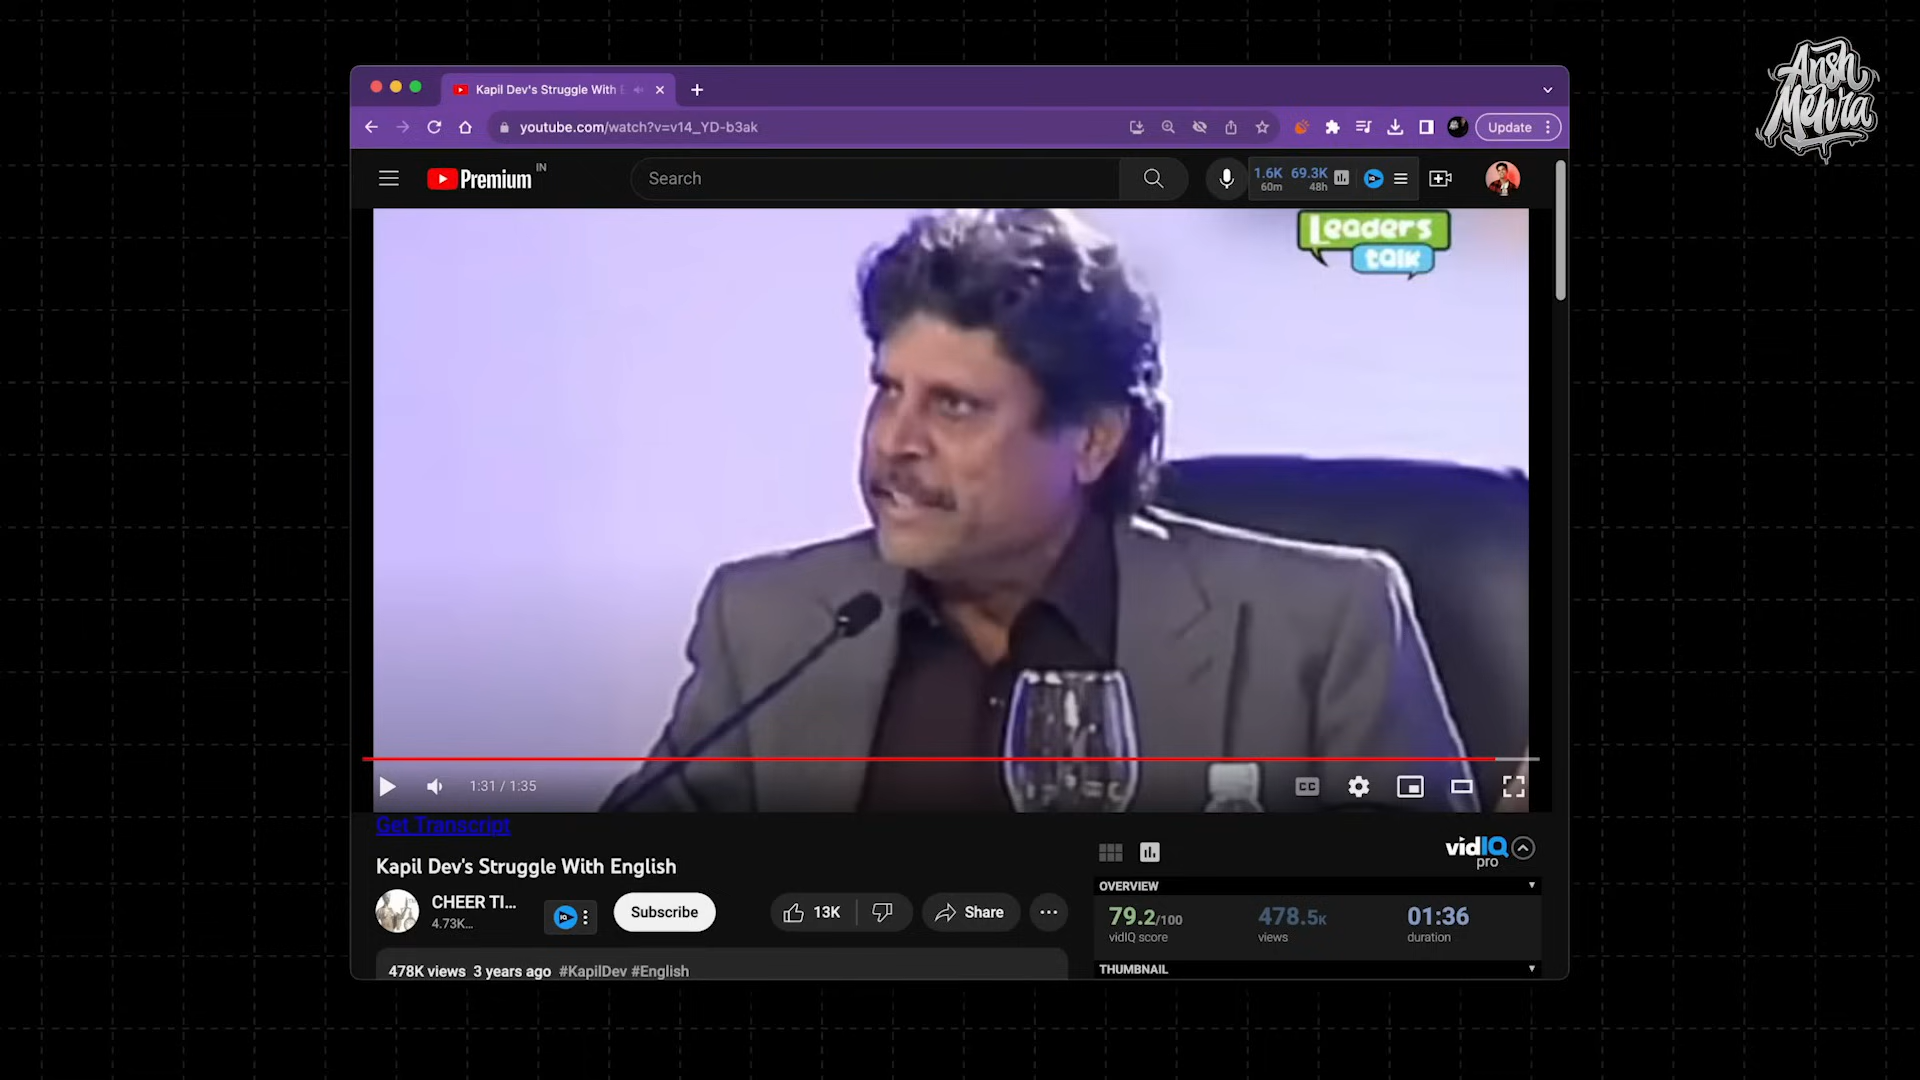 Ansh
Mehra
Kapil Dev's Struggle With E
youtube.com/watch?v=v14_YD-b3ak
Update
Premium IN
Search
1.6K 69.3K
60m 48h
Leaders
talk
1:31 / 1:35
CC
Get Transcript
Kapil Dev's Struggle With English
CHEER TI...
4.73K...
IQ
Subscribe
13K
Share
478K views 3 years ago #KapilDev #English
vidIQ
pro
OVERVIEW
79.2/100 478.5K 01:36
vidIQ score views duration
THUMBNAIL